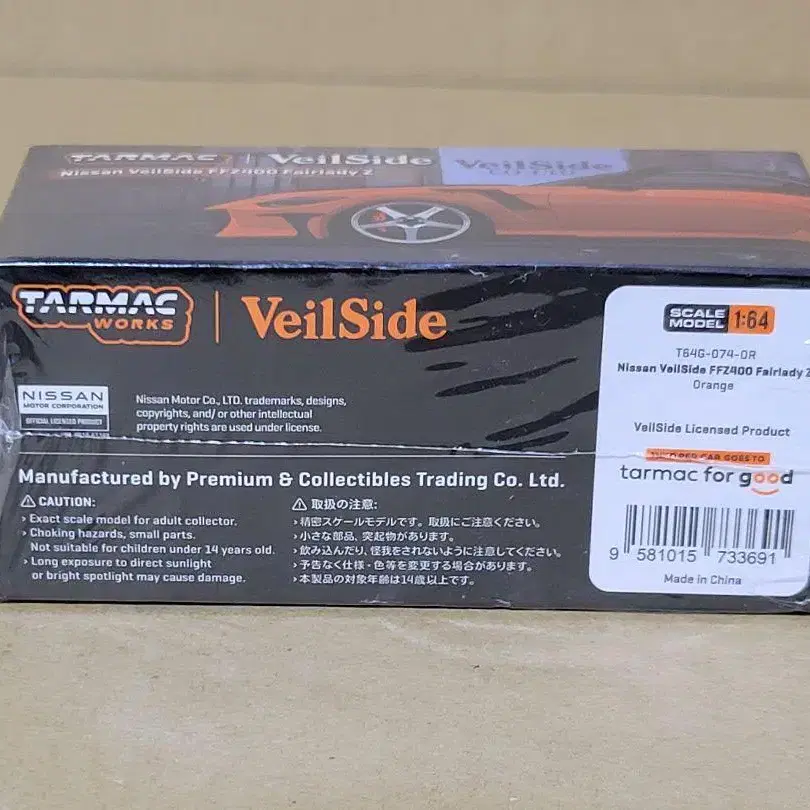 TARMAC | VeilSide
VeilSide
Nissan VeilSide FFZ400 Fairlady Z
TARMAC
WORKS
VeilSide
SCALE
MODEL 1:64
T64G-074-OR
Nissan VeilSide FFZ400 Fairlady Z
Orange
VeilSide Licensed Product
tarmac for good
9 581015 733691
Made in China
NISSAN
MOTOR CORPORATION
OFFICIAL LICENSED PRODUCT
Nissan Motor Co., LTD. trademarks, designs,
copyrights, and/ or other intellectual
property rights are used under license.
Manufactured by Premium & Collectibles Trading Co. Ltd.
⚠ CAUTION:
› Exact scale model for adult collector.
› Choking hazards, small parts.
Not suitable for children under 14 years old.
› Long exposure to direct sunlight
or bright spotlight may cause damage.
⚠ 取扱の注意:
› 精密スケールモデルです。取扱にご注意ください。
› 小さな部品、突起物があります。
› 飲み込んだり、怪我をされないように注意してください。
› 予告なく仕様・色等を変更する場合があります。
› 本製品の対象年齢は14歳以上です。